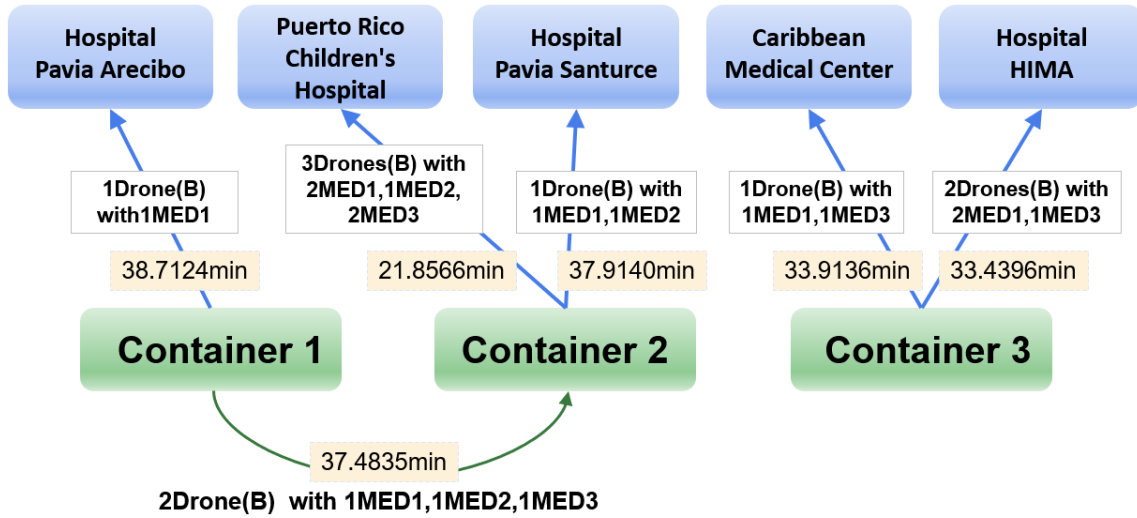 Hospital
Pavia Arecibo
Puerto Rico
Children's
Hospital
Hospital
Pavia Santurce
Caribbean
Medical Center
Hospital
HIMA
1Drone(B)
with1MED1
3Drones(B) with
2MED1,1MED2,
2MED3
1Drone(B) with
1MED1,1MED2
1Drone(B) with
1MED1,1MED3
2Drones(B) with
2MED1,1MED3
38.7124min
21.8566min
37.9140min
33.9136min
33.4396min
Container 1
Container 2
Container 3
37.4835min
2Drone(B) with 1MED1,1MED2,1MED3